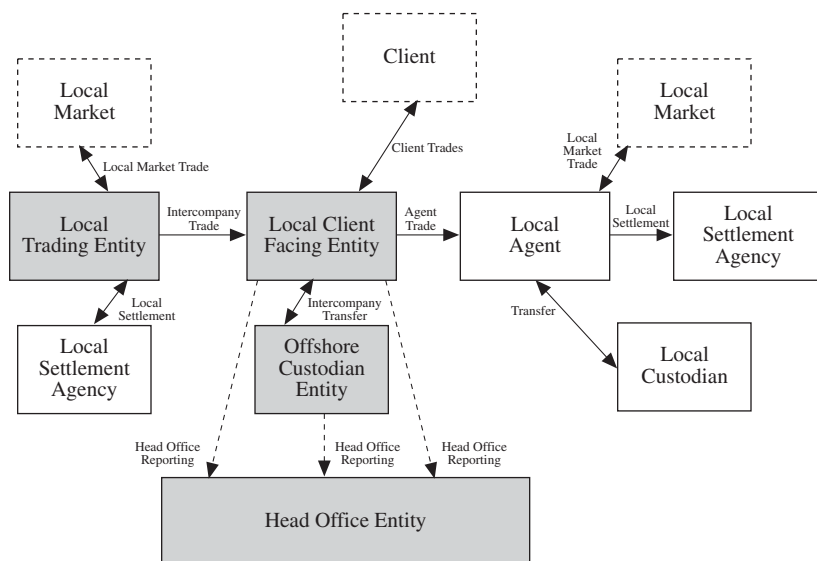 Client
Local
Market
Local
Market
Local Market Trade
Client Trades
Local
Market
Trade
Local
Trading Entity
Intercompany
Trade
Local Client
Facing Entity
Agent
Trade
Local
Agent
Local
Settlement
Local
Settlement
Agency
Local
Settlement
Intercompany
Transfer
Transfer
Local
Settlement
Agency
Offshore
Custodian
Entity
Local
Custodian
Head Office
Reporting
Head Office
Reporting
Head Office
Reporting
Head Office Entity